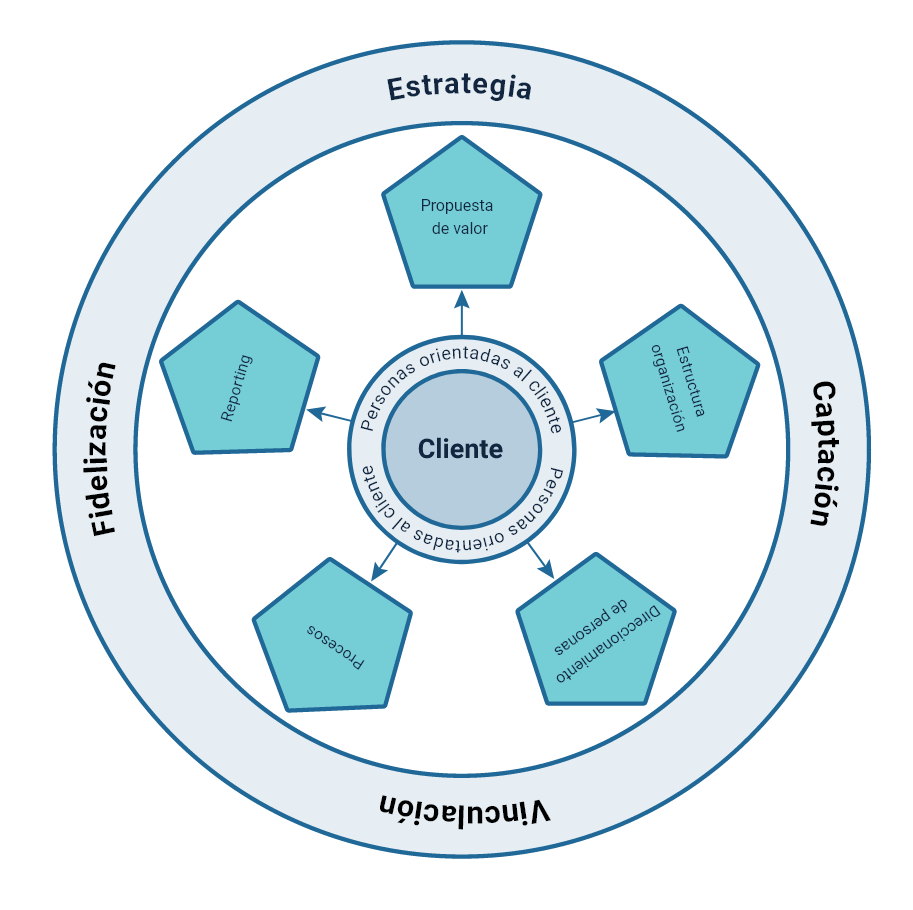 Estrategia
Propuesta
de valor
Captación
Estructura
organización
Direccionamiento
de personas
Vinculación
Procesos
Fidelización
Reporting
Personas orientadas al cliente
Personas orientadas al cliente
Cliente